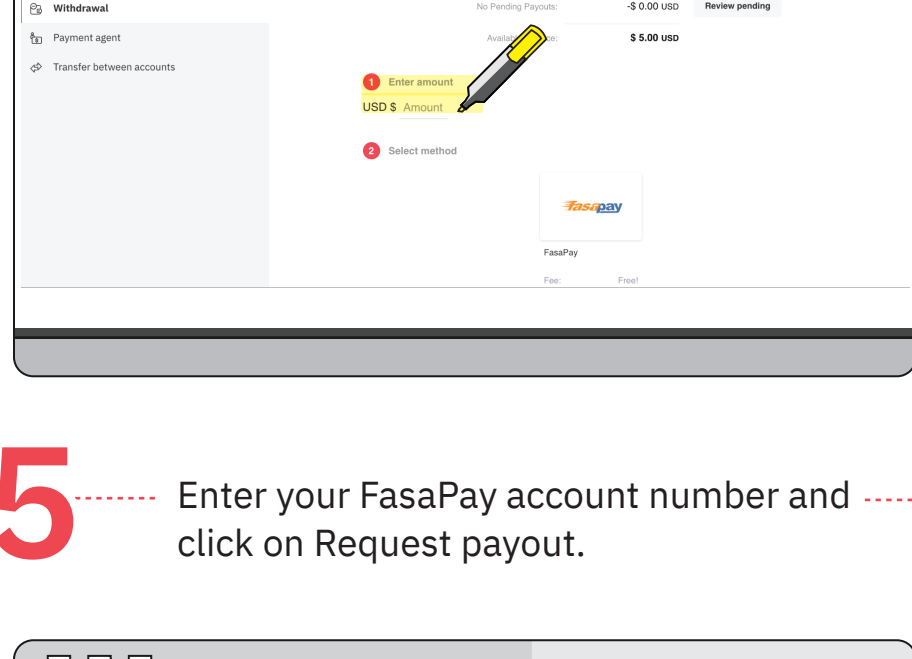 Withdrawal
No Pending Payouts: -$ 0.00 USD Review pending
Payment agent
$ 5.00 USD
Transfer between accounts
1 Enter amount
USD $ Amount
2 Select method
fasapay
FasaPay
Fee: Free!
5 Enter your FasaPay account number and
click on Request payout.